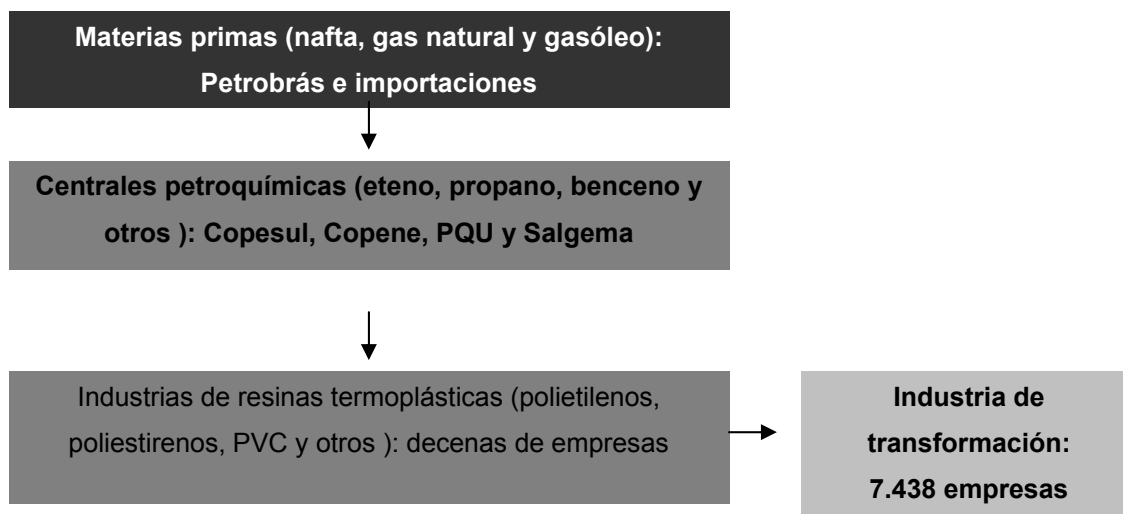 Materias primas (nafta, gas natural y gasóleo):
Petrobrás e importaciones
Centrales petroquímicas (eteno, propano, benceno y
otros ): Copesul, Copene, PQU y Salgema
Industrias de resinas termoplásticas (polietilenos,
poliestirenos, PVC y otros ): decenas de empresas
Industria de
transformación:
7.438 empresas